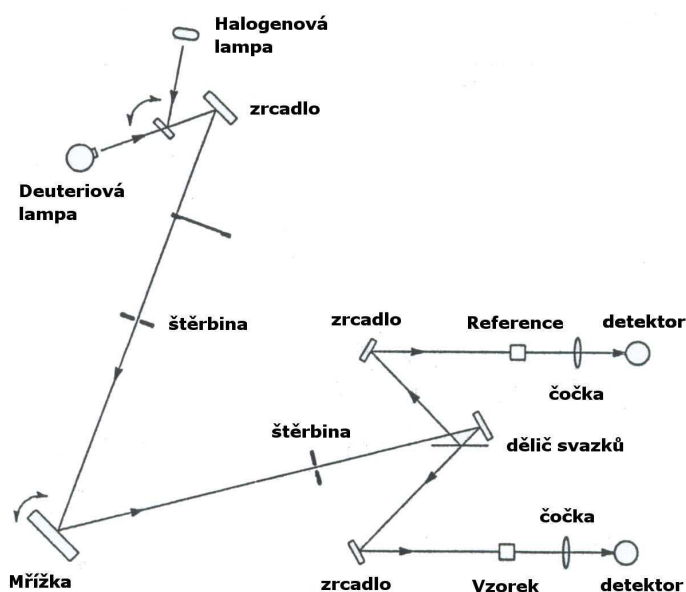 Halogenová
lampa
zrcadlo
Deuteriová
lampa
štěrbina
zrcadlo
Reference
detektor
čočka
štěrbina
dělič svazků
čočka
Mřížka
zrcadlo
Vzorek
detektor